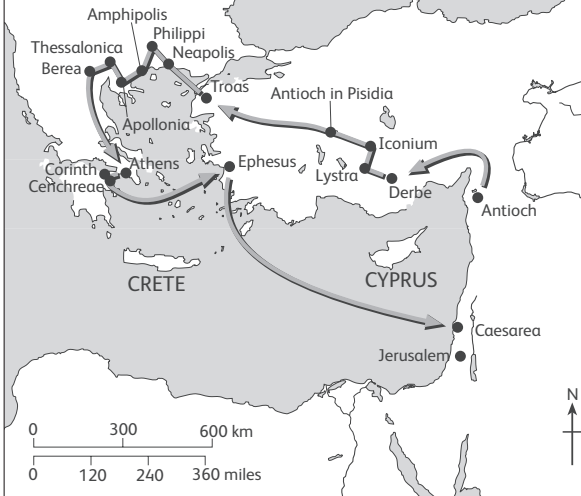 Amphipolis
Philippi
Thessalonica
Neapolis
Berea
Troas
Antioch in Pisidia
Apollonia
Iconium
Athens
Ephesus
Corinth
Lystra
Cenchreae
Derbe
Antioch
CRETE
CYPRUS
Caesarea
Jerusalem
N
0 300 600 km
0 120 240 360 miles